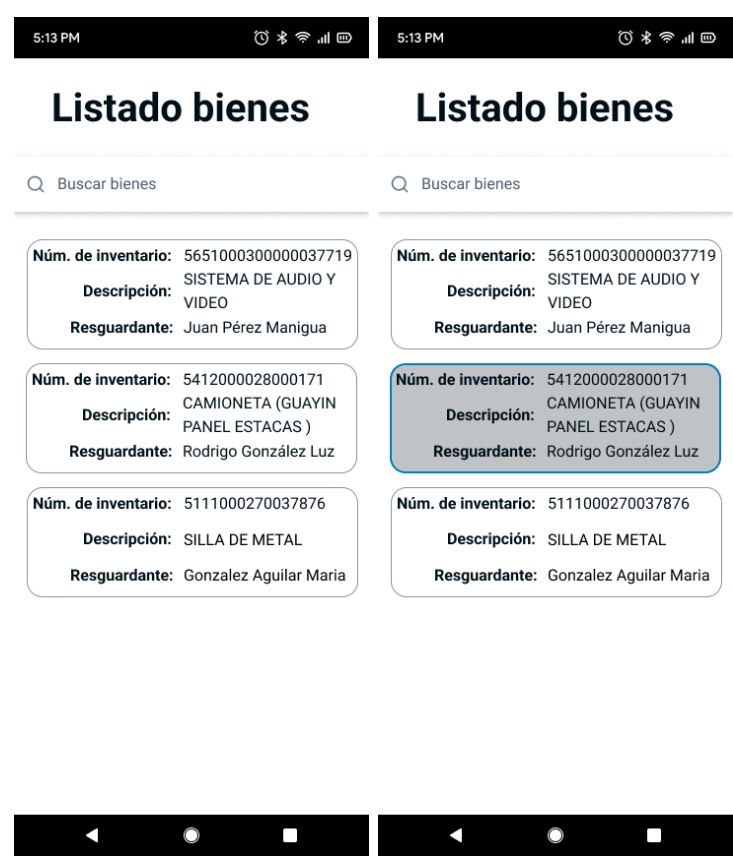 5:13 PM
Listado bienes
Buscar bienes
Núm. de inventario: 5651000300000037719
Descripción: SISTEMA DE AUDIO Y
VIDEO
Resguardante: Juan Pérez Manigua
Núm. de inventario: 5412000028000171
Descripción: CAMIONETA (GUAYIN
PANEL ESTACAS )
Resguardante: Rodrigo González Luz
Núm. de inventario: 5111000270037876
Descripción: SILLA DE METAL
Resguardante: Gonzalez Aguilar Maria
5:13 PM
Listado bienes
Buscar bienes
Núm. de inventario: 5651000300000037719
Descripción: SISTEMA DE AUDIO Y
VIDEO
Resguardante: Juan Pérez Manigua
Núm. de inventario: 5412000028000171
Descripción: CAMIONETA (GUAYIN
PANEL ESTACAS )
Resguardante: Rodrigo González Luz
Núm. de inventario: 5111000270037876
Descripción: SILLA DE METAL
Resguardante: Gonzalez Aguilar Maria